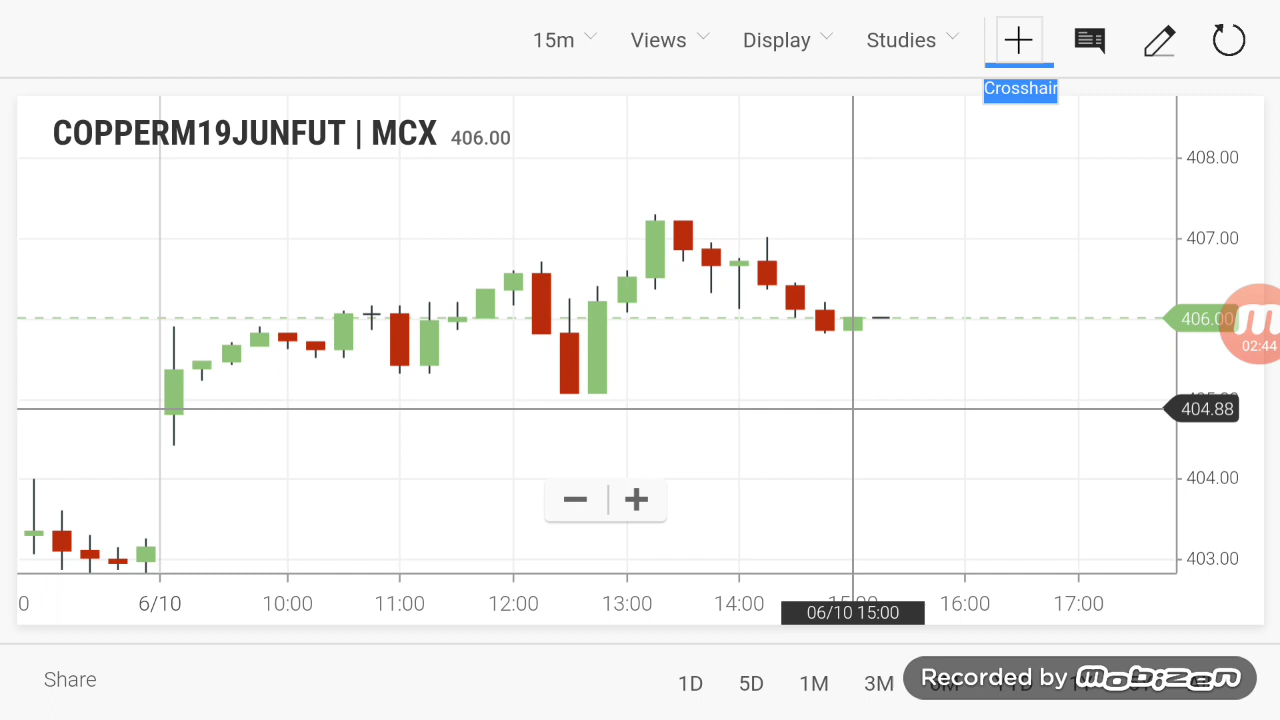 15m Views Display Studies
Crosshair
COPPERM19JUNFUT | MCX 406.00
408.00
407.00
406.00
02:44
404.88
404.00
403.00
0 6/10 10:00 11:00 12:00 13:00 14:00 16:00 17:00
06/10 15:00
Share 1D 5D 1M 3M
Recorded by mobizen